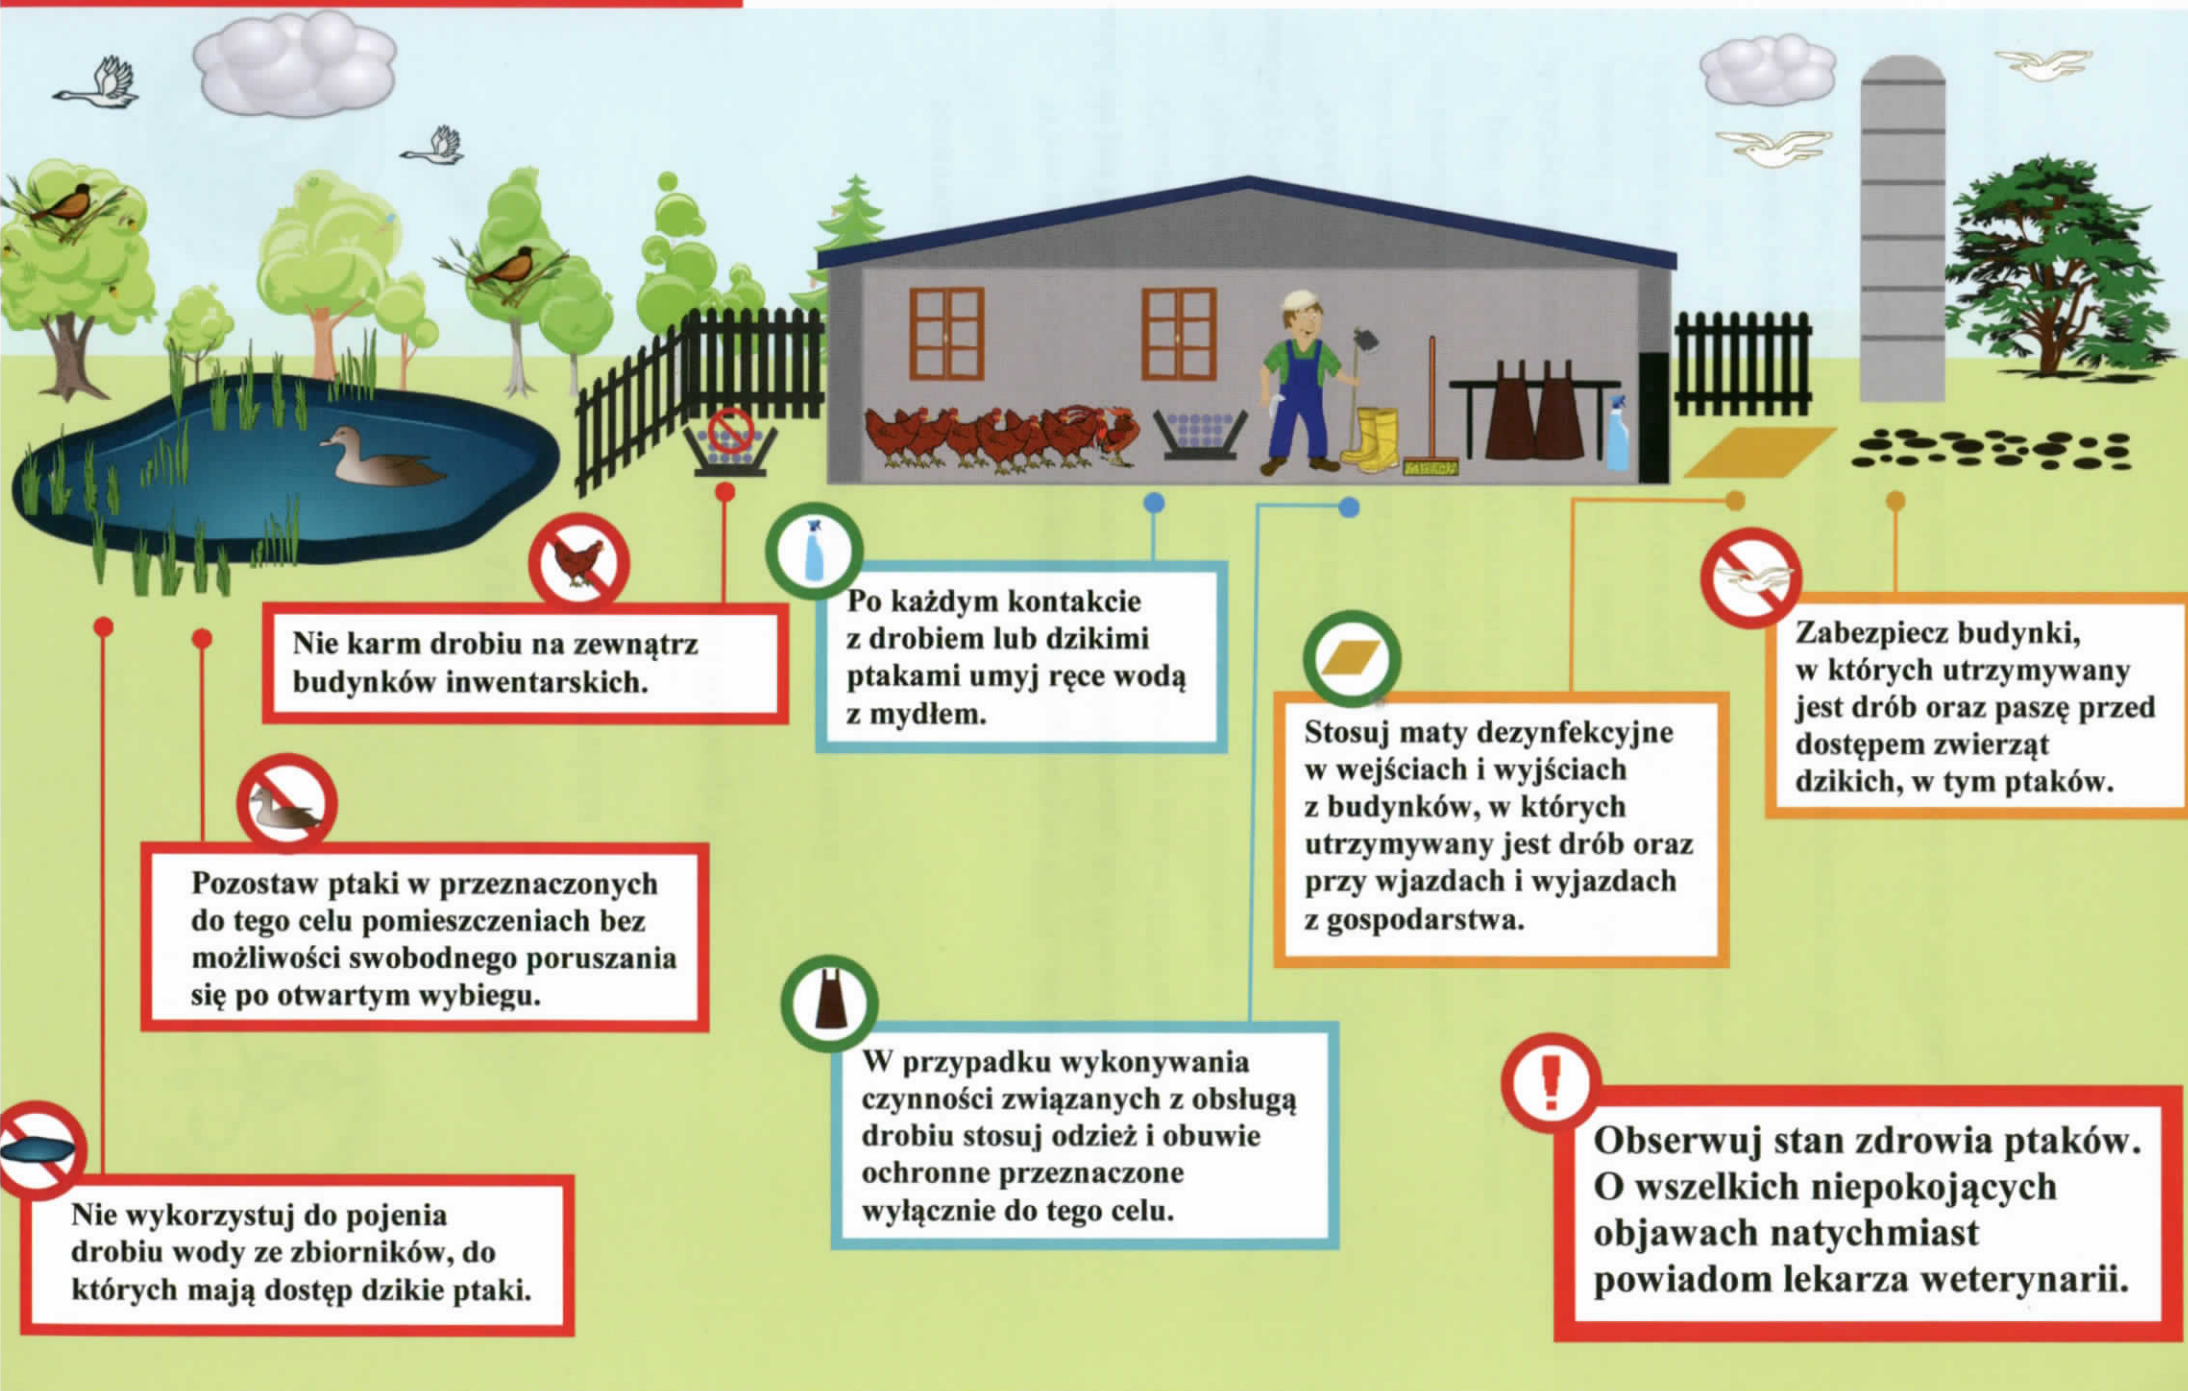 Nie karm drobiu na zewnątrz
budynków inwentarskich.
Po każdym kontakcie
z drobiem lub dzikimi
ptakami umyj ręce wodą
z mydłem.
Zabezpiecz budynki,
w których utrzymywany
jest drób oraz paszę przed
dostępem zwierząt
dzikich, w tym ptaków.
Stosuj maty dezynfekcyjne
w wejściach i wyjściach
z budynków, w których
utrzymywany jest drób oraz
przy wjazdach i wyjazdach
z gospodarstwa.
Pozostaw ptaki w przeznaczonych
do tego celu pomieszczeniach bez
możliwości swobodnego poruszania
się po otwartym wybiegu.
W przypadku wykonywania
czynności związanych z obsługą
drobiu stosuj odzież i obuwie
ochronne przeznaczone
wyłącznie do tego celu.
Nie wykorzystuj do pojenia
drobiu wody ze zbiorników, do
których mają dostęp dzikie ptaki.
!
Obserwuj stan zdrowia ptaków.
O wszelkich niepokojących
objawach natychmiast
powiadom lekarza weterynarii.